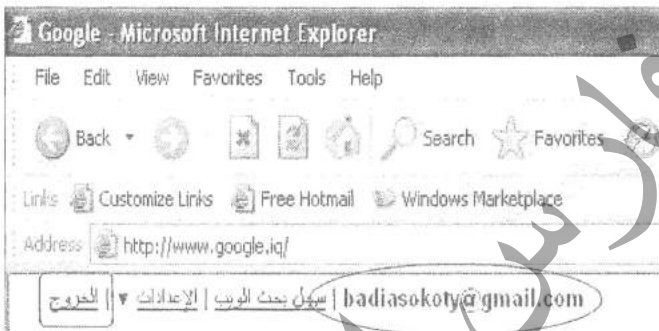 Google - Microsoft Internet Explorer
File Edit View Favorites Tools Help
Back Search Favorites
Links Customize Links Free Hotmail Windows Marketplace
Address http://www.google.iq/
badiasokoty@gmail.com | سجل بحث الويب | الإعدادات ▼ | الخروج